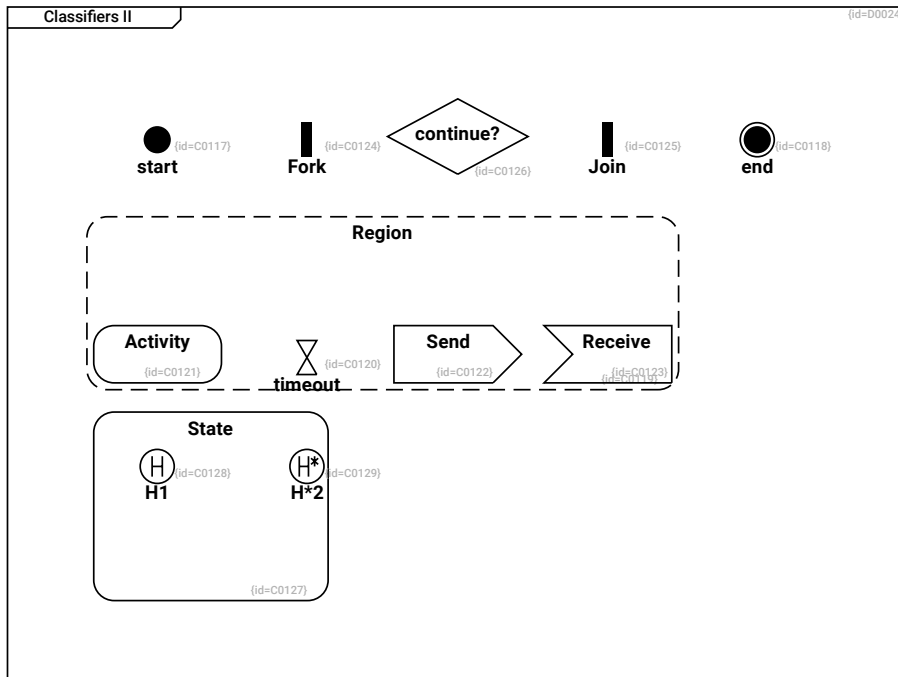 Classifiers II
{id=D0024
continue?
{id=C0117}
{id=C0124}
{id=C0126}
{id=C0125}
{id=C0118}
start
Fork
Join
end
Region
Activity
Send
Receive
{id=C0121}
{id=C0120}
{id=C0122}
{id=C0123}
{id=C0119}
timeout
State
H
{id=C0128}
H*
{id=C0129}
H1
H*2
{id=C0127}